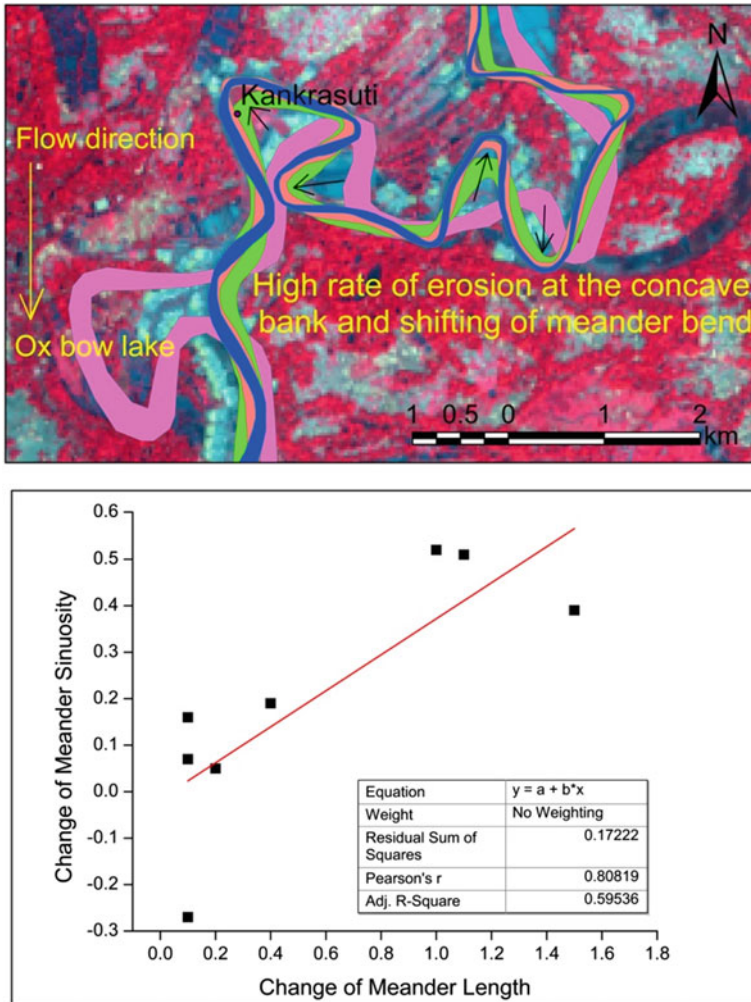 N
Kankrasuti
Flow direction
High rate of erosion at the concave
bank and shifting of meander bend
Ox bow lake
1 0.5 0 1 2
km
0.6
0.5
0.4
0.3
0.2
0.1
0.0
-0.1
-0.2
-0.3
Change of Meander Sinuosity
Equation y = a + b*x
Weight No Weighting
Residual Sum of
Squares 0.17222
Pearson's r 0.80819
Adj. R-Square 0.59536
0.0 0.2 0.4 0.6 0.8 1.0 1.2 1.4 1.6 1.8
Change of Meander Length